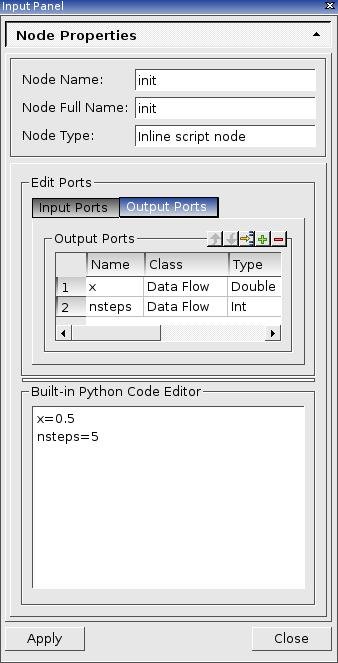 Input Panel
Node Properties
Node Name: init
Node Full Name: init
Node Type: Inline script node
Edit Ports
Input Ports Output Ports
Output Ports
Name Class Type
1 x Data Flow Double
2 nsteps Data Flow Int
Built-in Python Code Editor
x=0.5
nsteps=5
Apply Close